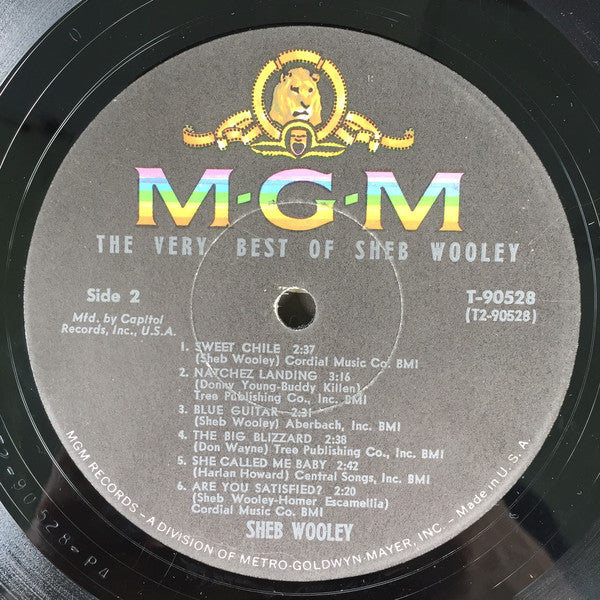 M·G·M
THE VERY BEST OF SHEB WOOLEY
Side 2
Mfd. by Capitol
Records, Inc., U.S.A.
T-90528
(T2-90528)
1. SWEET CHILE 2:37
(Sheb Wooley) Cordial Music Co. BMI
2. NATCHEZ LANDING 3:16
(Donny Young-Buddy Killen)
Tree Publishing Co., Inc. BMI
3. BLUE GUITAR 2:31
(Sheb Wooley) Aberbach, Inc. BMI
4. THE BIG BLIZZARD 2:38
(Don Wayne) Tree Publishing Co., Inc. BMI
5. SHE CALLED ME BABY 2:42
(Harlan Howard) Central Songs, Inc. BMI
6. ARE YOU SATISFIED? 2:20
(Sheb Wooley-Homer Escamellia)
Cordial Music Co. BMI
SHEB WOOLEY
MGM RECORDS – A DIVISION OF METRO-GOLDWYN-MAYER, INC. – Made in U.S.A.